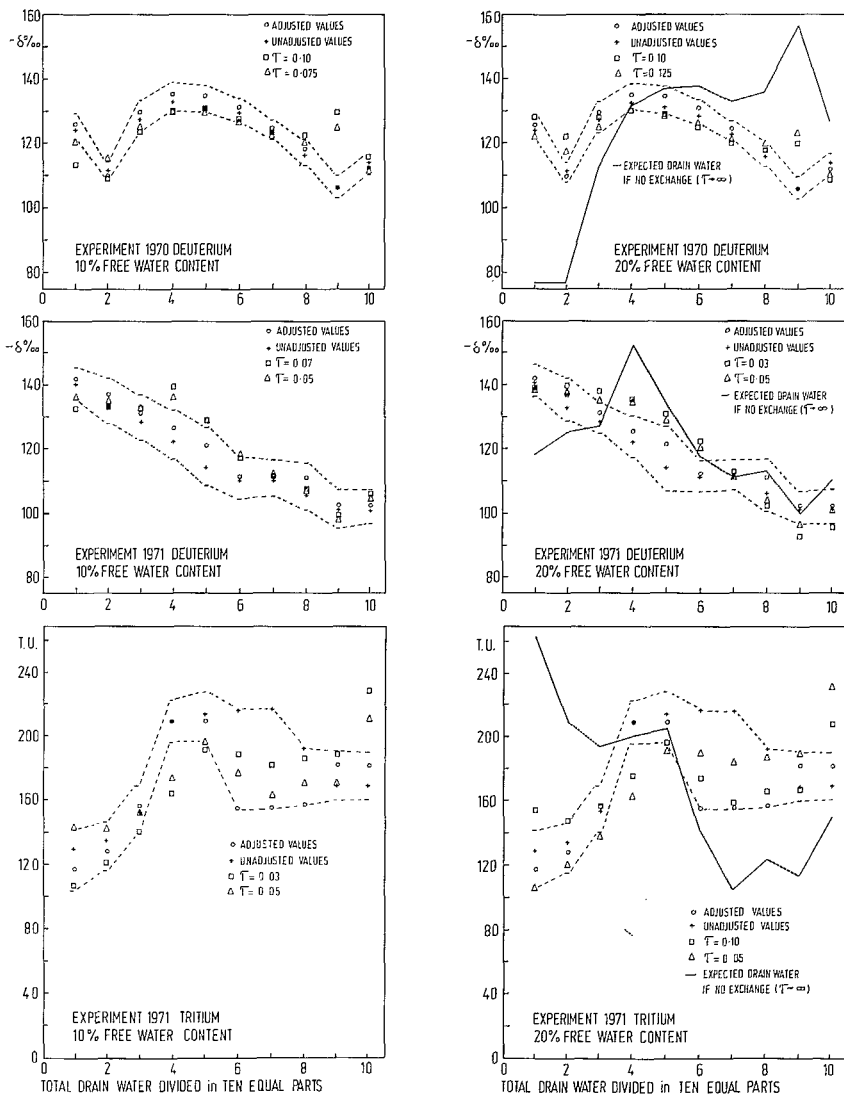 160
-δ‰
140
120
100
80
0 2 4 6 8 10
○ ADJUSTED VALUES
+ UNADJUSTED VALUES
□ T = 0·10
△ T = 0·075
EXPERIMENT 1970 DEUTERIUM
10% FREE WATER CONTENT
160
-δ‰
140
120
100
80
0 2 4 6 8 10
○ ADJUSTED VALUES
+ UNADJUSTED VALUES
□ T = 0·10
△ T = 0·125
— EXPECTED DRAIN WATER
IF NO EXCHANGE (T→∞)
EXPERIMENT 1970 DEUTERIUM
20% FREE WATER CONTENT
160
-δ‰
140
120
100
80
0 2 4 6 8 10
○ ADJUSTED VALUES
+ UNADJUSTED VALUES
□ T = 0·07
△ T = 0·05
EXPERIMENT 1971 DEUTERIUM
10% FREE WATER CONTENT
160
-δ‰
140
120
100
80
0 2 4 6 8 10
○ ADJUSTED VALUES
+ UNADJUSTED VALUES
□ T = 0·03
△ T = 0·05
— EXPECTED DRAIN WATER
IF NO EXCHANGE (T→∞)
EXPERIMENT 1971 DEUTERIUM
20% FREE WATER CONTENT
T.U.
240
200
160
120
80
40
0
0 2 4 6 8 10
○ ADJUSTED VALUES
+ UNADJUSTED VALUES
□ T = 0·03
△ T = 0·05
EXPERIMENT 1971 TRITIUM
10% FREE WATER CONTENT
TOTAL DRAIN WATER DIVIDED in TEN EQUAL PARTS
T.U.
240
200
160
120
80
40
0
0 2 4 6 8 10
○ ADJUSTED VALUES
+ UNADJUSTED VALUES
□ T = 0·10
△ T = 0·05
— EXPECTED DRAIN WATER
IF NO EXCHANGE (T→∞)
EXPERIMENT 1971 TRITIUM
20% FREE WATER CONTENT
TOTAL DRAIN WATER DIVIDED in TEN EQUAL PARTS